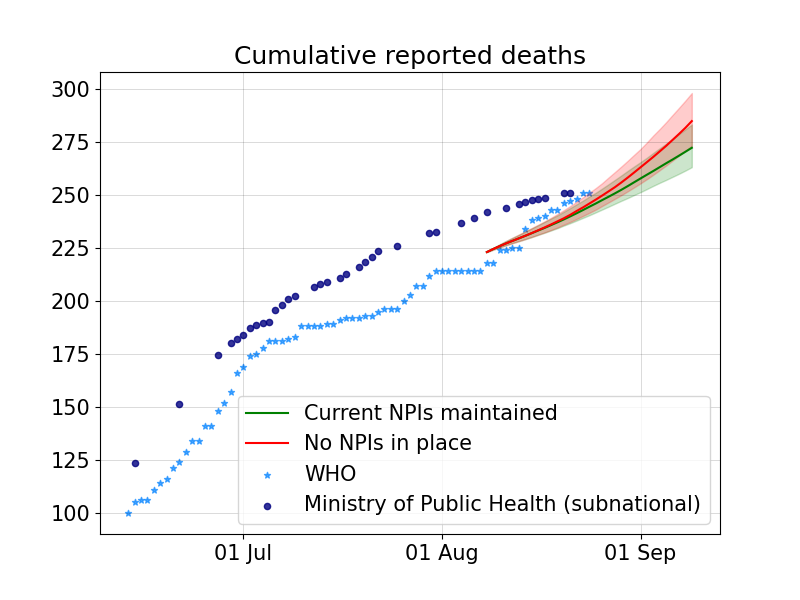 Cumulative reported deaths
300
275
250
225
200
175
150
125
100
Current NPIs maintained
No NPIs in place
WHO
Ministry of Public Health (subnational)
01 Jul
01 Aug
01 Sep